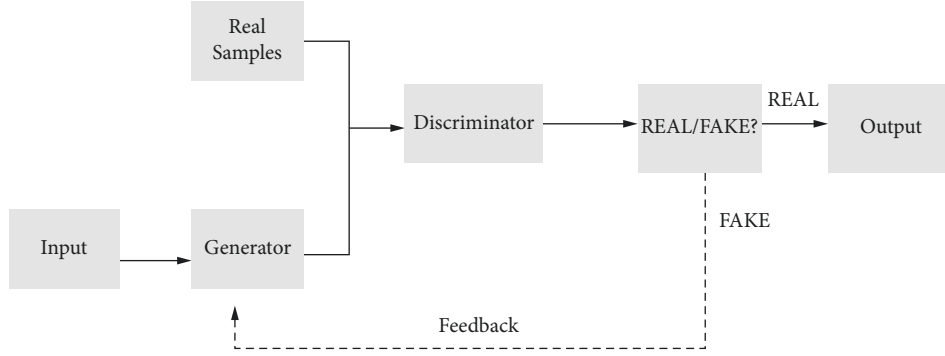 Real
Samples
Discriminator
REAL/FAKE?
REAL
Output
Input
Generator
FAKE
Feedback